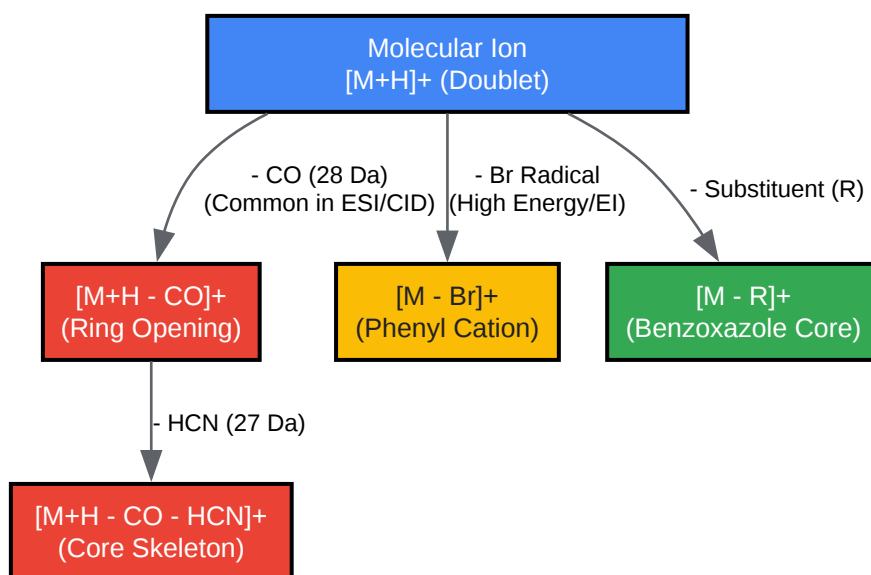 Molecular Ion
[M+H]+ (Doublet)
- CO (28 Da)
(Common in ESI/CID)
- Br Radical
(High Energy/EI)
- Substituent (R)
[M+H - CO]+
(Ring Opening)
[M - Br]+
(Phenyl Cation)
[M - R]+
(Benzoxazole Core)
- HCN (27 Da)
[M+H - CO - HCN]+
(Core Skeleton)